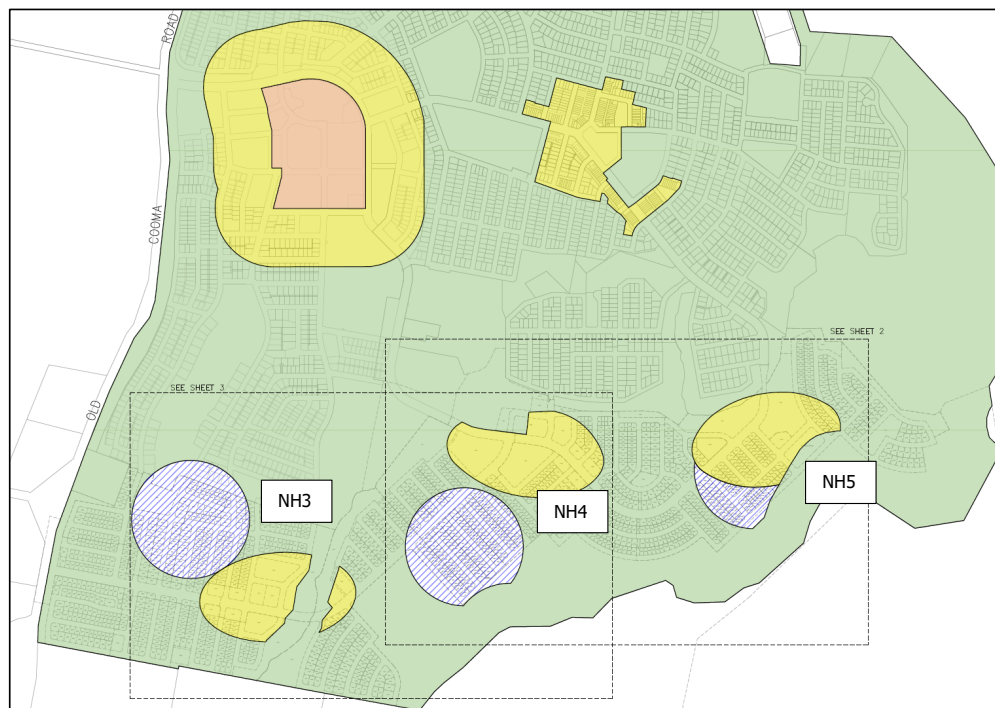 ROAD
COOMA
OLD
SEE SHEET 2
SEE SHEET 3
NH3
NH4
NH5